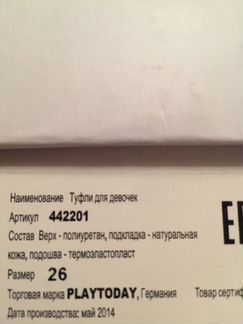 Наименование Туфли для девочек
Артикул 442201
Состав Верх - полиуретан, подкладка - натуральная
кожа, подошва - термоэластопласт
Размер 26
Торговая марка PLAYTODAY, Германия Товар сертиф
Дата производства: май 2014